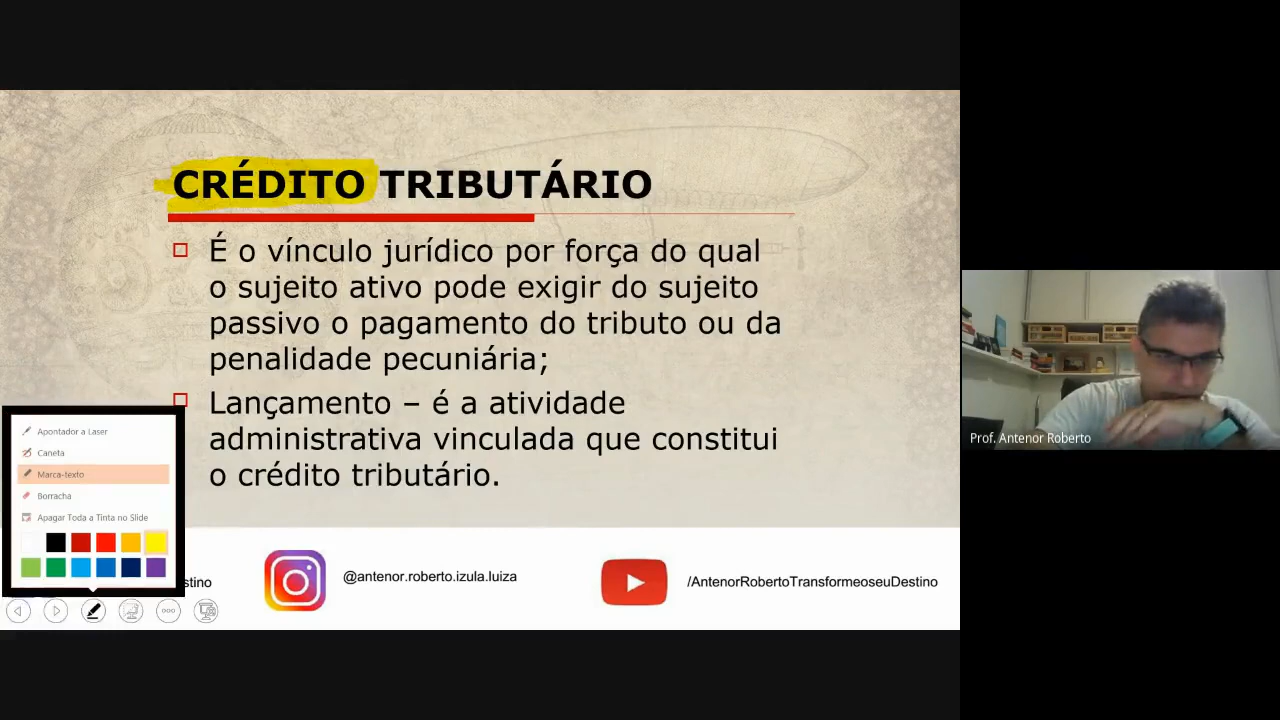 CRÉDITO TRIBUTÁRIO
É o vínculo jurídico por força do qual
o sujeito ativo pode exigir do sujeito
passivo o pagamento do tributo ou da
penalidade pecuniária;
Lançamento – é a atividade
administrativa vinculada que constitui
o crédito tributário.
Apontador a Laser
Caneta
Marca-texto
Borracha
Apagar Toda a Tinta no Slide
stino
@antenor.roberto.izula.luiza
/AntenorRobertoTransformeoseuDestino
Prof. Antenor Roberto